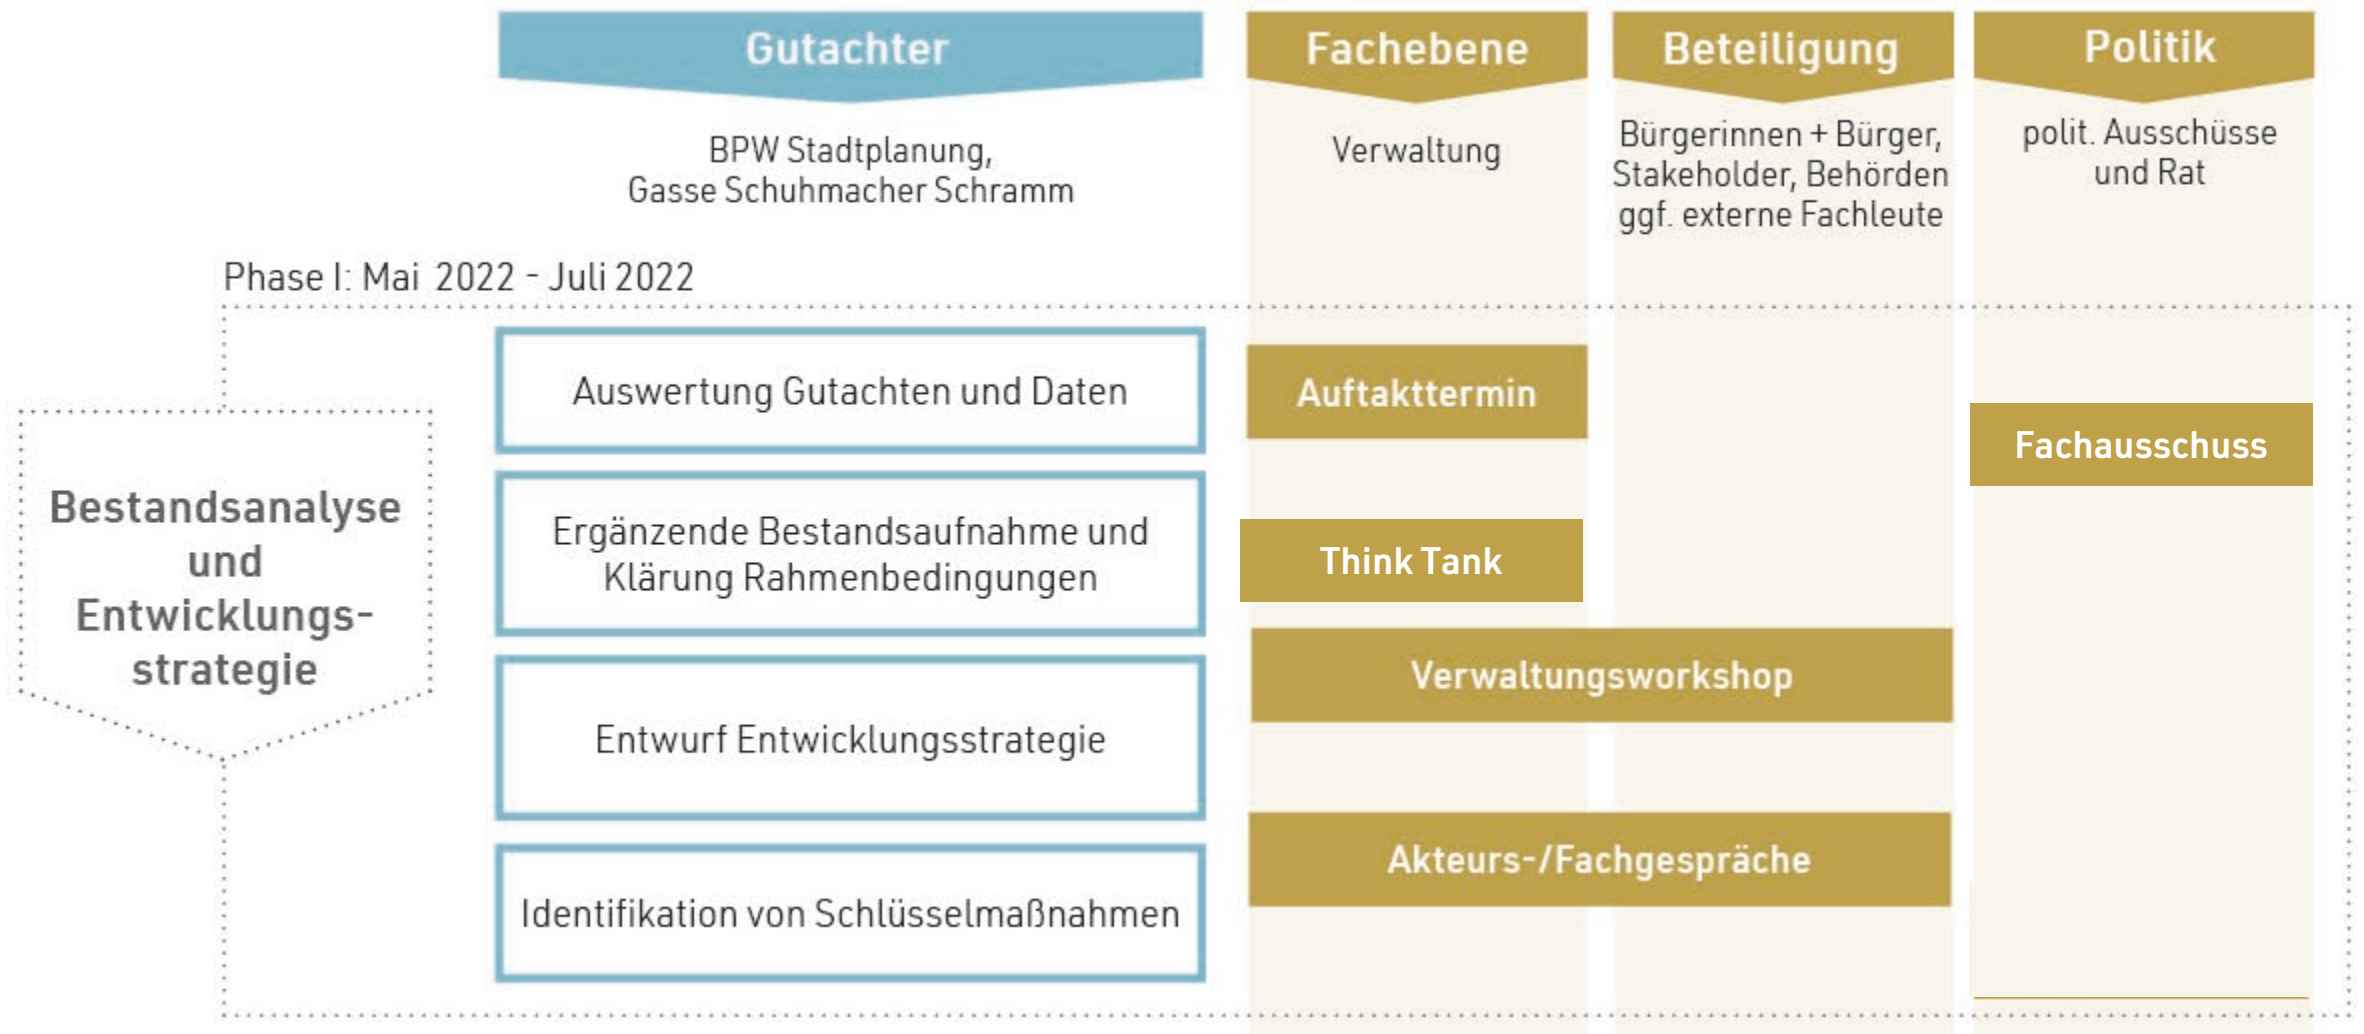 Gutachter
Fachebene
Beteiligung
Politik
BPW Stadtplanung,
Gasse Schuhmacher Schramm
Verwaltung
Bürgerinnen + Bürger,
Stakeholder, Behörden
ggf. externe Fachleute
polit. Ausschüsse
und Rat
Phase I: Mai 2022 - Juli 2022
Bestandsanalyse
und
Entwicklungs-
strategie
Auswertung Gutachten und Daten
Auftakttermin
Fachausschuss
Ergänzende Bestandsaufnahme und
Klärung Rahmenbedingungen
Think Tank
Verwaltungsworkshop
Entwurf Entwicklungsstrategie
Akteurs-/Fachgespräche
Identifikation von Schlüsselmaßnahmen